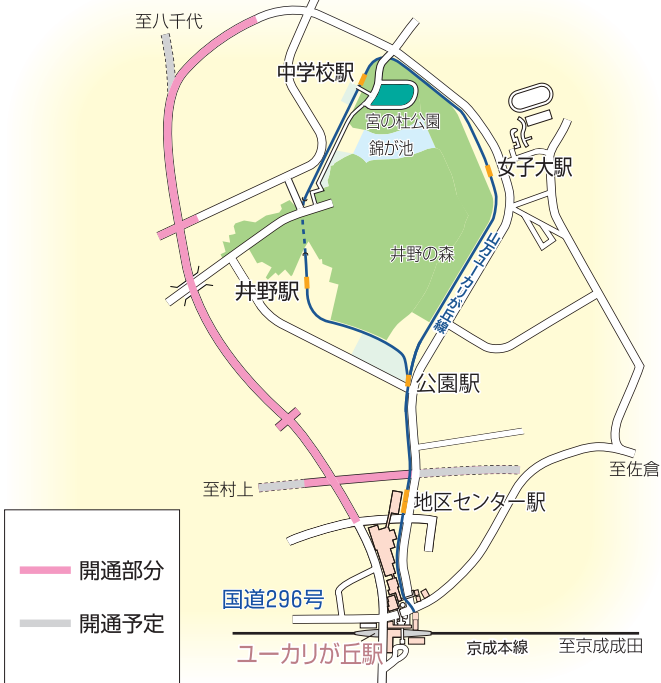 至八千代
中学校駅
宮の杜公園
錦が池
女子大駅
井野の森
山万ユーカリが丘線
井野駅
公園駅
至佐倉
至村上
地区センター駅
開通部分
開通予定
国道296号
ユーカリが丘駅
京成本線
至京成成田